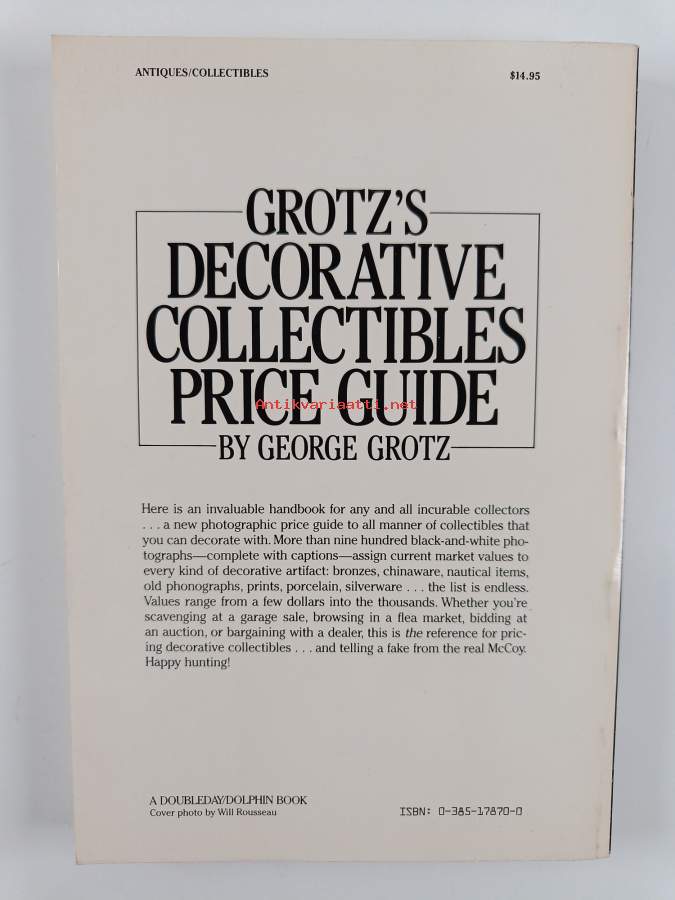 ANTIQUES/COLLECTIBLES $14.95
GROTZ'S
DECORATIVE
COLLECTIBLES
PRICE GUIDE
Antikvariaatti.net
BY GEORGE GROTZ
Here is an invaluable handbook for any and all incurable collectors
. . . a new photographic price guide to all manner of collectibles that
you can decorate with. More than nine hundred black-and-white pho-
tographs—complete with captions—assign current market values to
every kind of decorative artifact: bronzes, chinaware, nautical items,
old phonographs, prints, porcelain, silverware . . . the list is endless.
Values range from a few dollars into the thousands. Whether you're
scavenging at a garage sale, browsing in a flea market, bidding at
an auction, or bargaining with a dealer, this is the reference for pric-
ing decorative collectibles . . . and telling a fake from the real McCoy.
Happy hunting!
A DOUBLEDAY/DOLPHIN BOOK
Cover photo by Will Rousseau
ISBN: 0-385-17870-0